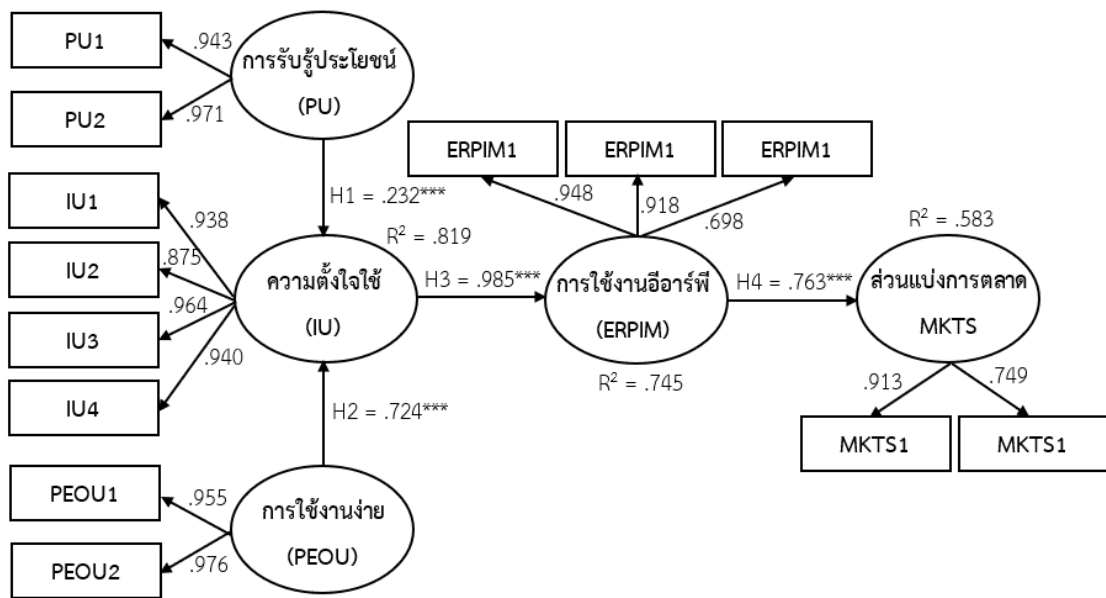 PU1
.943
การรับรู้ประโยชน์
(PU)
PU2
.971
ERPIM1
ERPIM1
ERPIM1
.948
.918
.698
H1 = .232***
IU1
.938
IU2
.875
IU3
.964
IU4
.940
R² = .819
ความตั้งใจใช้
(IU)
H3 = .985***
การใช้งานอีอาร์พี
(ERPIM)
R² = .745
H4 = .763***
R² = .583
ส่วนแบ่งการตลาด
MKTS
.913
.749
MKTS1
MKTS1
H2 = .724***
PEOU1
.955
การใช้งานง่าย
(PEOU)
PEOU2
.976